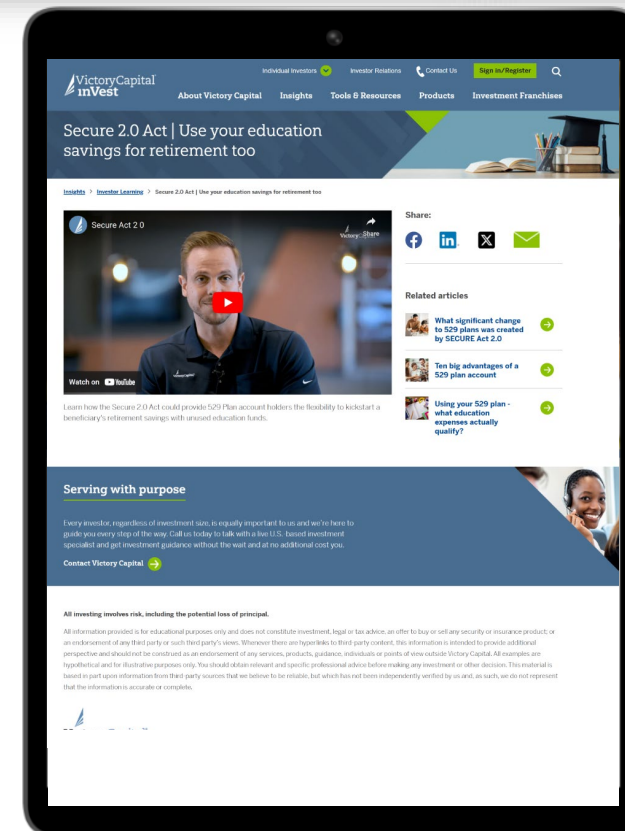 Individual Investors Investor Relations Contact Us Sign In/Register
VictoryCapital
inVest
About Victory Capital Insights Tools & Resources Products Investment Franchises
Secure 2.0 Act | Use your education
savings for retirement too
Insights > Investor Learning > Secure 2.0 Act | Use your education savings for retirement too
Secure Act 2 0
Share
Watch on YouTube
Learn how the Secure 2.0 Act could provide 529 Plan account holders the flexibility to kickstart a
beneficiary's retirement savings with unused education funds.
Share:
Related articles
What significant change
to 529 plans was created
by SECURE Act 2.0
Ten big advantages of a
529 plan account
Using your 529 plan -
what education
expenses actually
qualify?
Serving with purpose
Every investor, regardless of investment size, is equally important to us and we're here to
guide you every step of the way. Call us today to talk with a live U.S.-based investment
specialist and get investment guidance without the wait and at no additional cost you.
Contact Victory Capital
All investing involves risk, including the potential loss of principal.
All information provided is for educational purposes only and does not constitute investment, legal or tax advice, an offer to buy or sell any security or insurance product; or
an endorsement of any third party or such third party's views. Whenever there are hyperlinks to third-party content, this information is intended to provide additional
perspective and should not be construed as an endorsement of any services, products, guidance, individuals or points of view outside Victory Capital. All examples are
hypothetical and for illustrative purposes only. You should obtain relevant and specific professional advice before making any investment or other decision. This material is
based in part upon information from third-party sources that we believe to be reliable, but which has not been independently verified by us and, as such, we do not represent
that the information is accurate or complete.